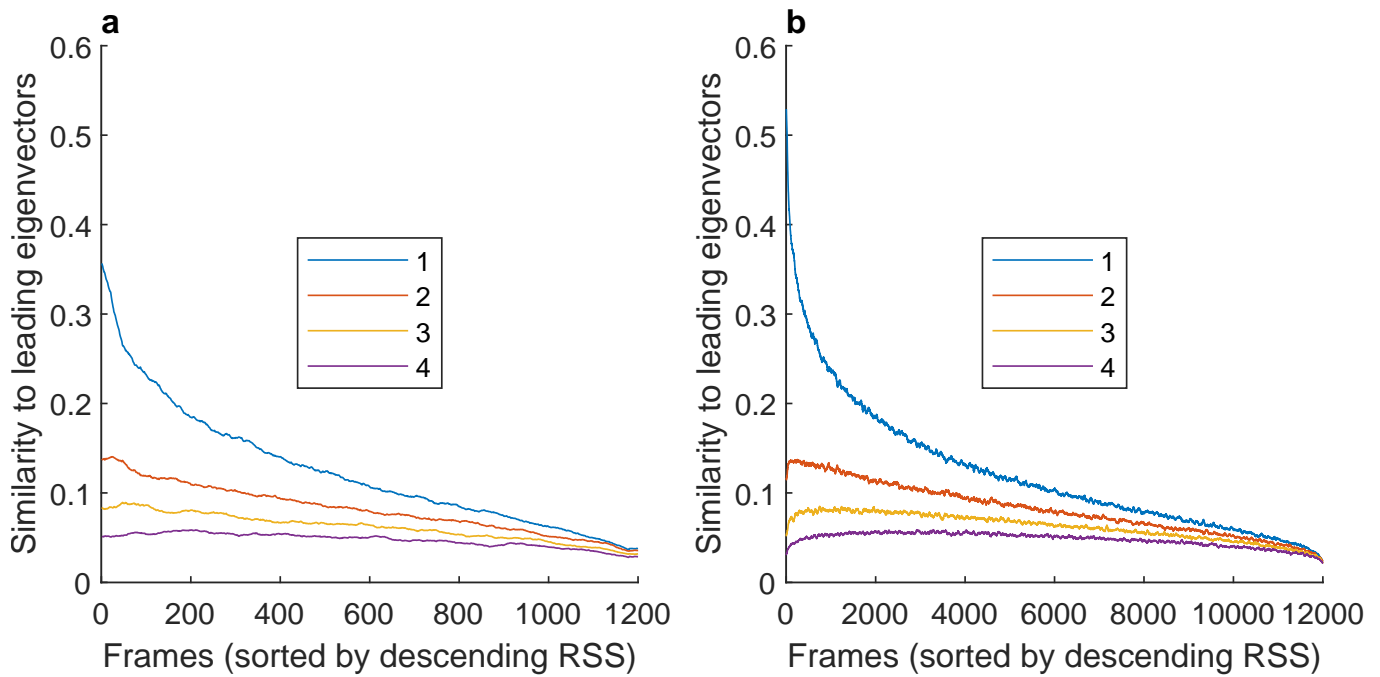 a
Similarity to leading eigenvectors
0.6
0.5
0.4
0.3
0.2
0.1
0
1
2
3
4
0 200 400 600 800 1000 1200
Frames (sorted by descending RSS)
b
Similarity to leading eigenvectors
0.6
0.5
0.4
0.3
0.2
0.1
0
1
2
3
4
0 2000 4000 6000 8000 10000 12000
Frames (sorted by descending RSS)